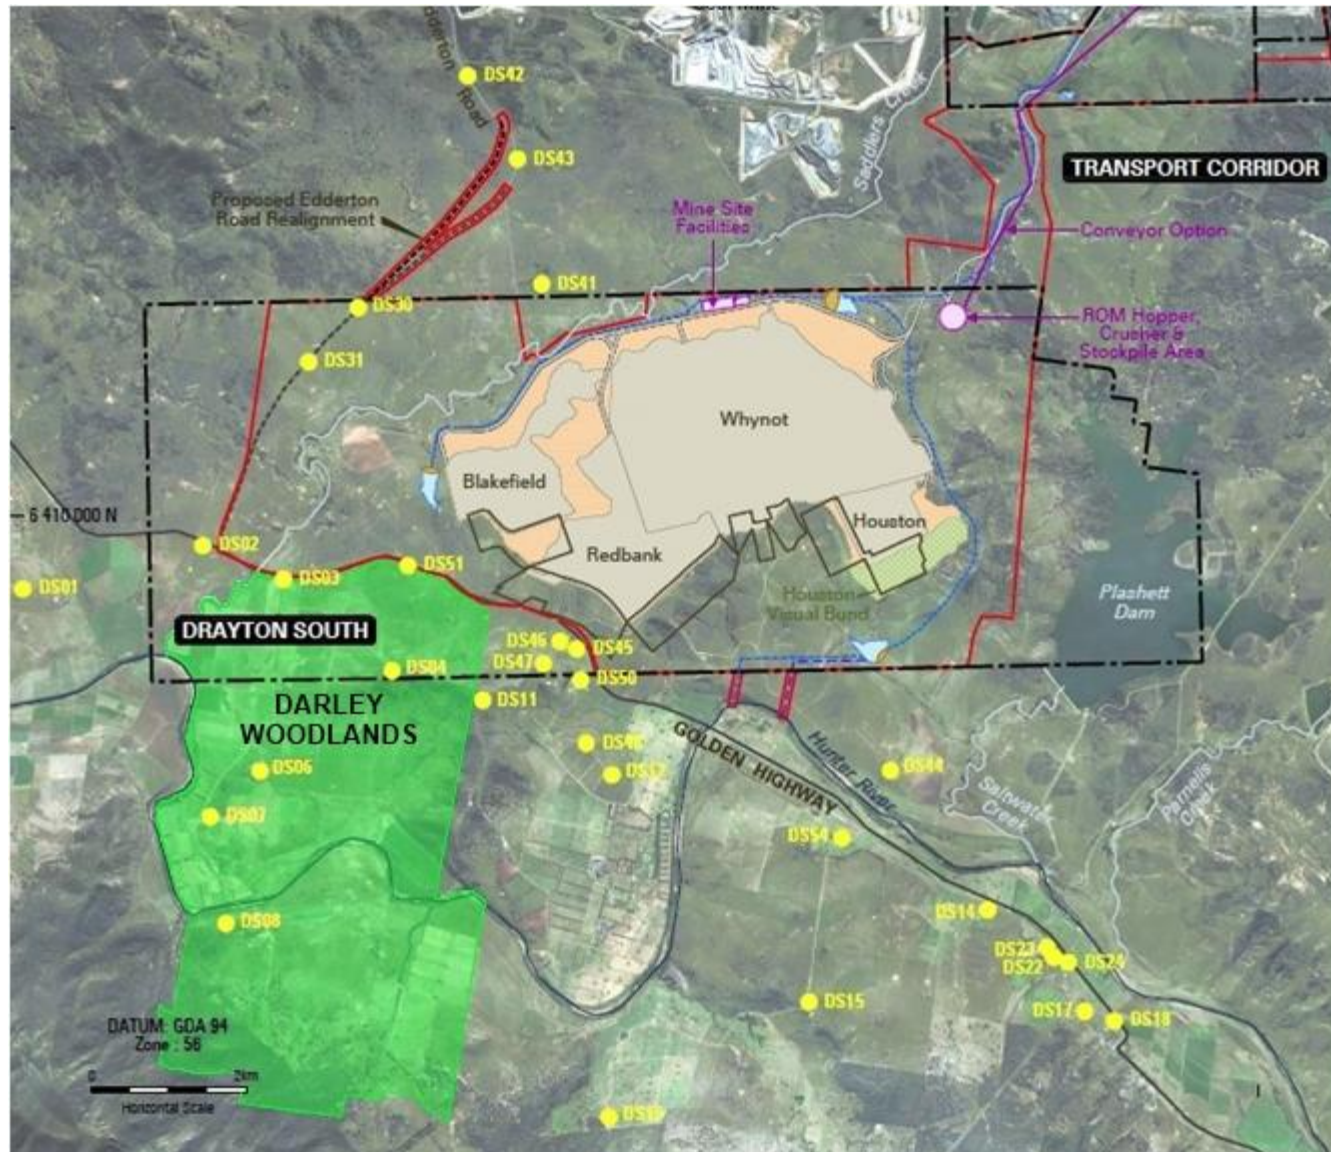 Edderton
Road
DS42
DS43
Saddlers Creek
TRANSPORT CORRIDOR
Proposed Edderton
Road Realignment
Mine Site
Facilities
Conveyor Option
DS41
DS30
ROM Hopper,
Crusher &
Stockpile Area
DS31
Whynot
Blakefield
6 410 000 N
Houston
DS02
Redbank
DS51
DS03
DS01
Houston
Visual Bund
Plashett
Dam
DRAYTON SOUTH
DS46
DS45
DS47
DS04
DS50
DS11
DARLEY
WOODLANDS
GOLDEN HIGHWAY
Hunter River
DS06
DS44
Saltwater
Creek
Parnells
Creek
DS07
DS54
DS08
DS14
DS23
DS22
DS24
DS15
DS17
DS18
DATUM: GDA 94
Zone : 56
0 2km
Horizontal Scale